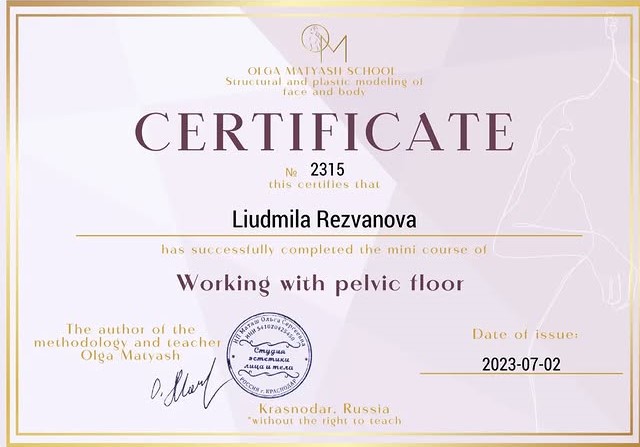 OM
OLGA MATYASH SCHOOL
Structural and plastic modeling of
face and body
CERTIFICATE
№ 2315
this certifies that
Liudmila Rezvanova
has successfully completed the mini course of
Working with pelvic floor
The author of the
methodology and teacher
Olga Matyash
ИП Маташ Ольга Сергеевна
ИНН 541020425450
Студия
эстетики
лица и тела
РОССИЯ г. КРАСНОДАР
Date of issue:
2023-07-02
Krasnodar, Russia
*without the right to teach